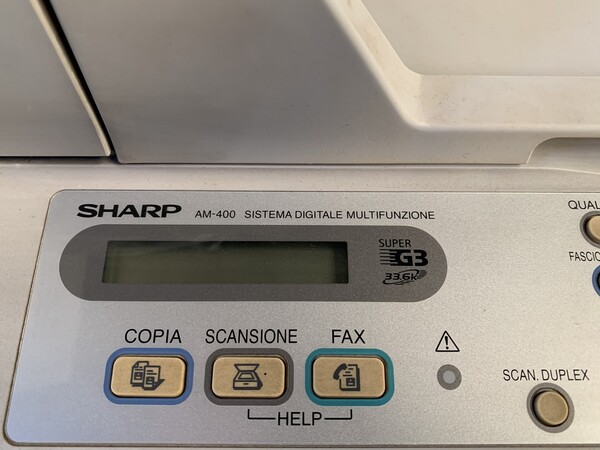 SHARP AM-400 SISTEMA DIGITALE MULTIFUNZIONE
SUPER
G3
33.6k
COPIA SCANSIONE FAX
HELP
SCAN. DUPLEX